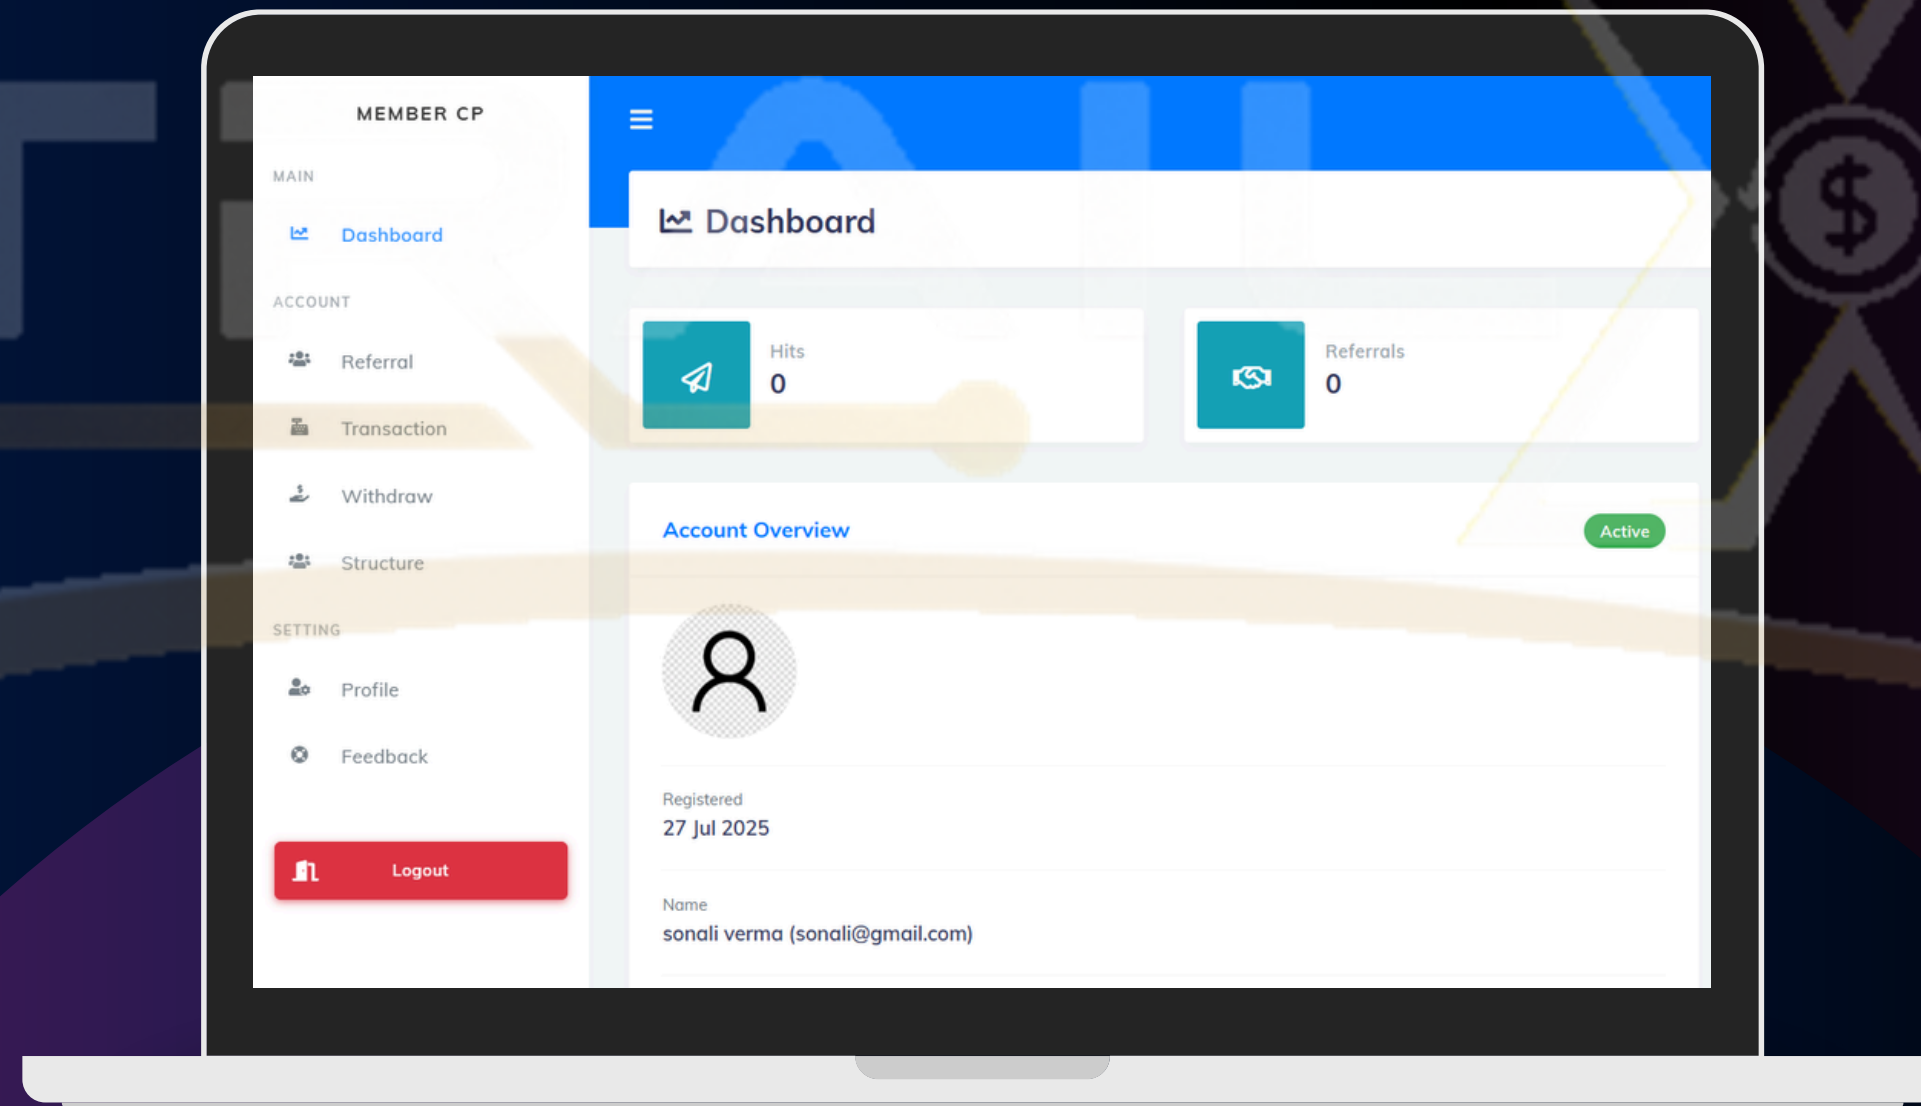 MEMBER CP
MAIN
Dashboard
ACCOUNT
Referral
Transaction
Withdraw
Structure
SETTING
Profile
Feedback
Logout
Dashboard
Hits
0
Referrals
0
Account Overview
Active
Registered
27 Jul 2025
Name
sonali verma (sonali@gmail.com)